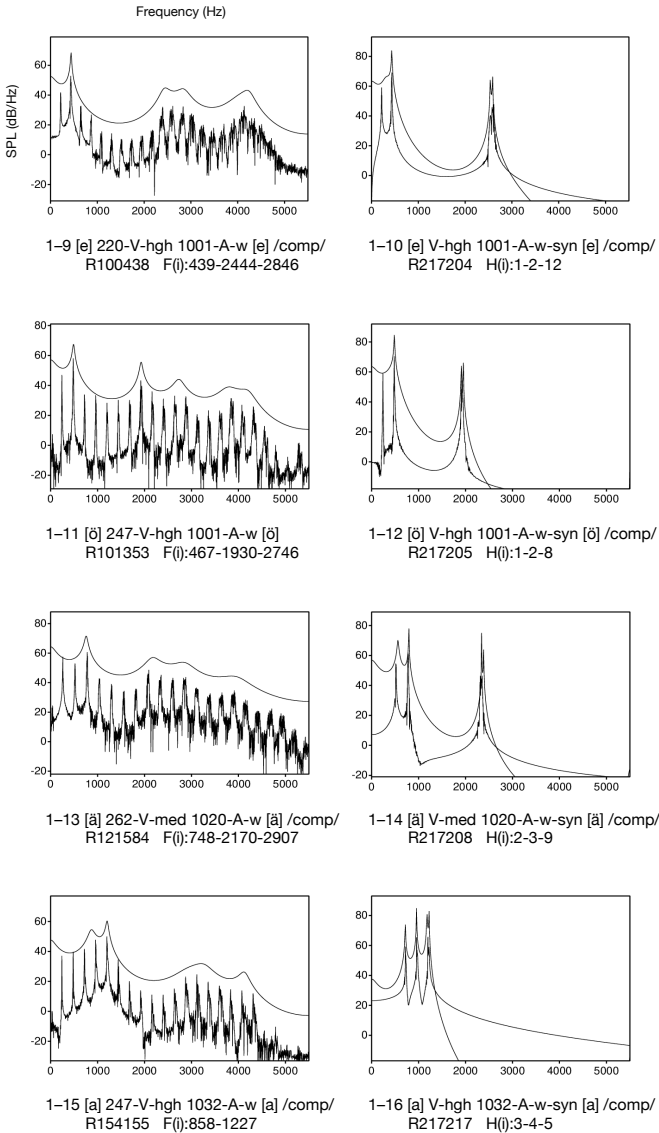 Frequency (Hz)
SPL (dB/Hz)
60
40
20
0
-20
0 1000 2000 3000 4000 5000
1–9 [e] 220-V-hgh 1001-A-w [e] /comp/
R100438 F(i):439-2444-2846
80
60
40
20
0
0 1000 2000 3000 4000 5000
1–10 [e] V-hgh 1001-A-w-syn [e] /comp/
R217204 H(i):1-2-12
80
60
40
20
0
-20
0 1000 2000 3000 4000 5000
1–11 [ö] 247-V-hgh 1001-A-w [ö]
R101353 F(i):467-1930-2746
80
60
40
20
0
0 1000 2000 3000 4000 5000
1–12 [ö] V-hgh 1001-A-w-syn [ö] /comp/
R217205 H(i):1-2-8
80
60
40
20
0
-20
0 1000 2000 3000 4000 5000
1–13 [ä] 262-V-med 1020-A-w [ä] /comp/
R121584 F(i):748-2170-2907
80
60
40
20
0
-20
0 1000 2000 3000 4000 5000
1–14 [ä] V-med 1020-A-w-syn [ä] /comp/
R217208 H(i):2-3-9
60
40
20
0
-20
0 1000 2000 3000 4000 5000
1–15 [a] 247-V-hgh 1032-A-w [a] /comp/
R154155 F(i):858-1227
80
60
40
20
0
0 1000 2000 3000 4000 5000
1–16 [a] V-hgh 1032-A-w-syn [a] /comp/
R217217 H(i):3-4-5